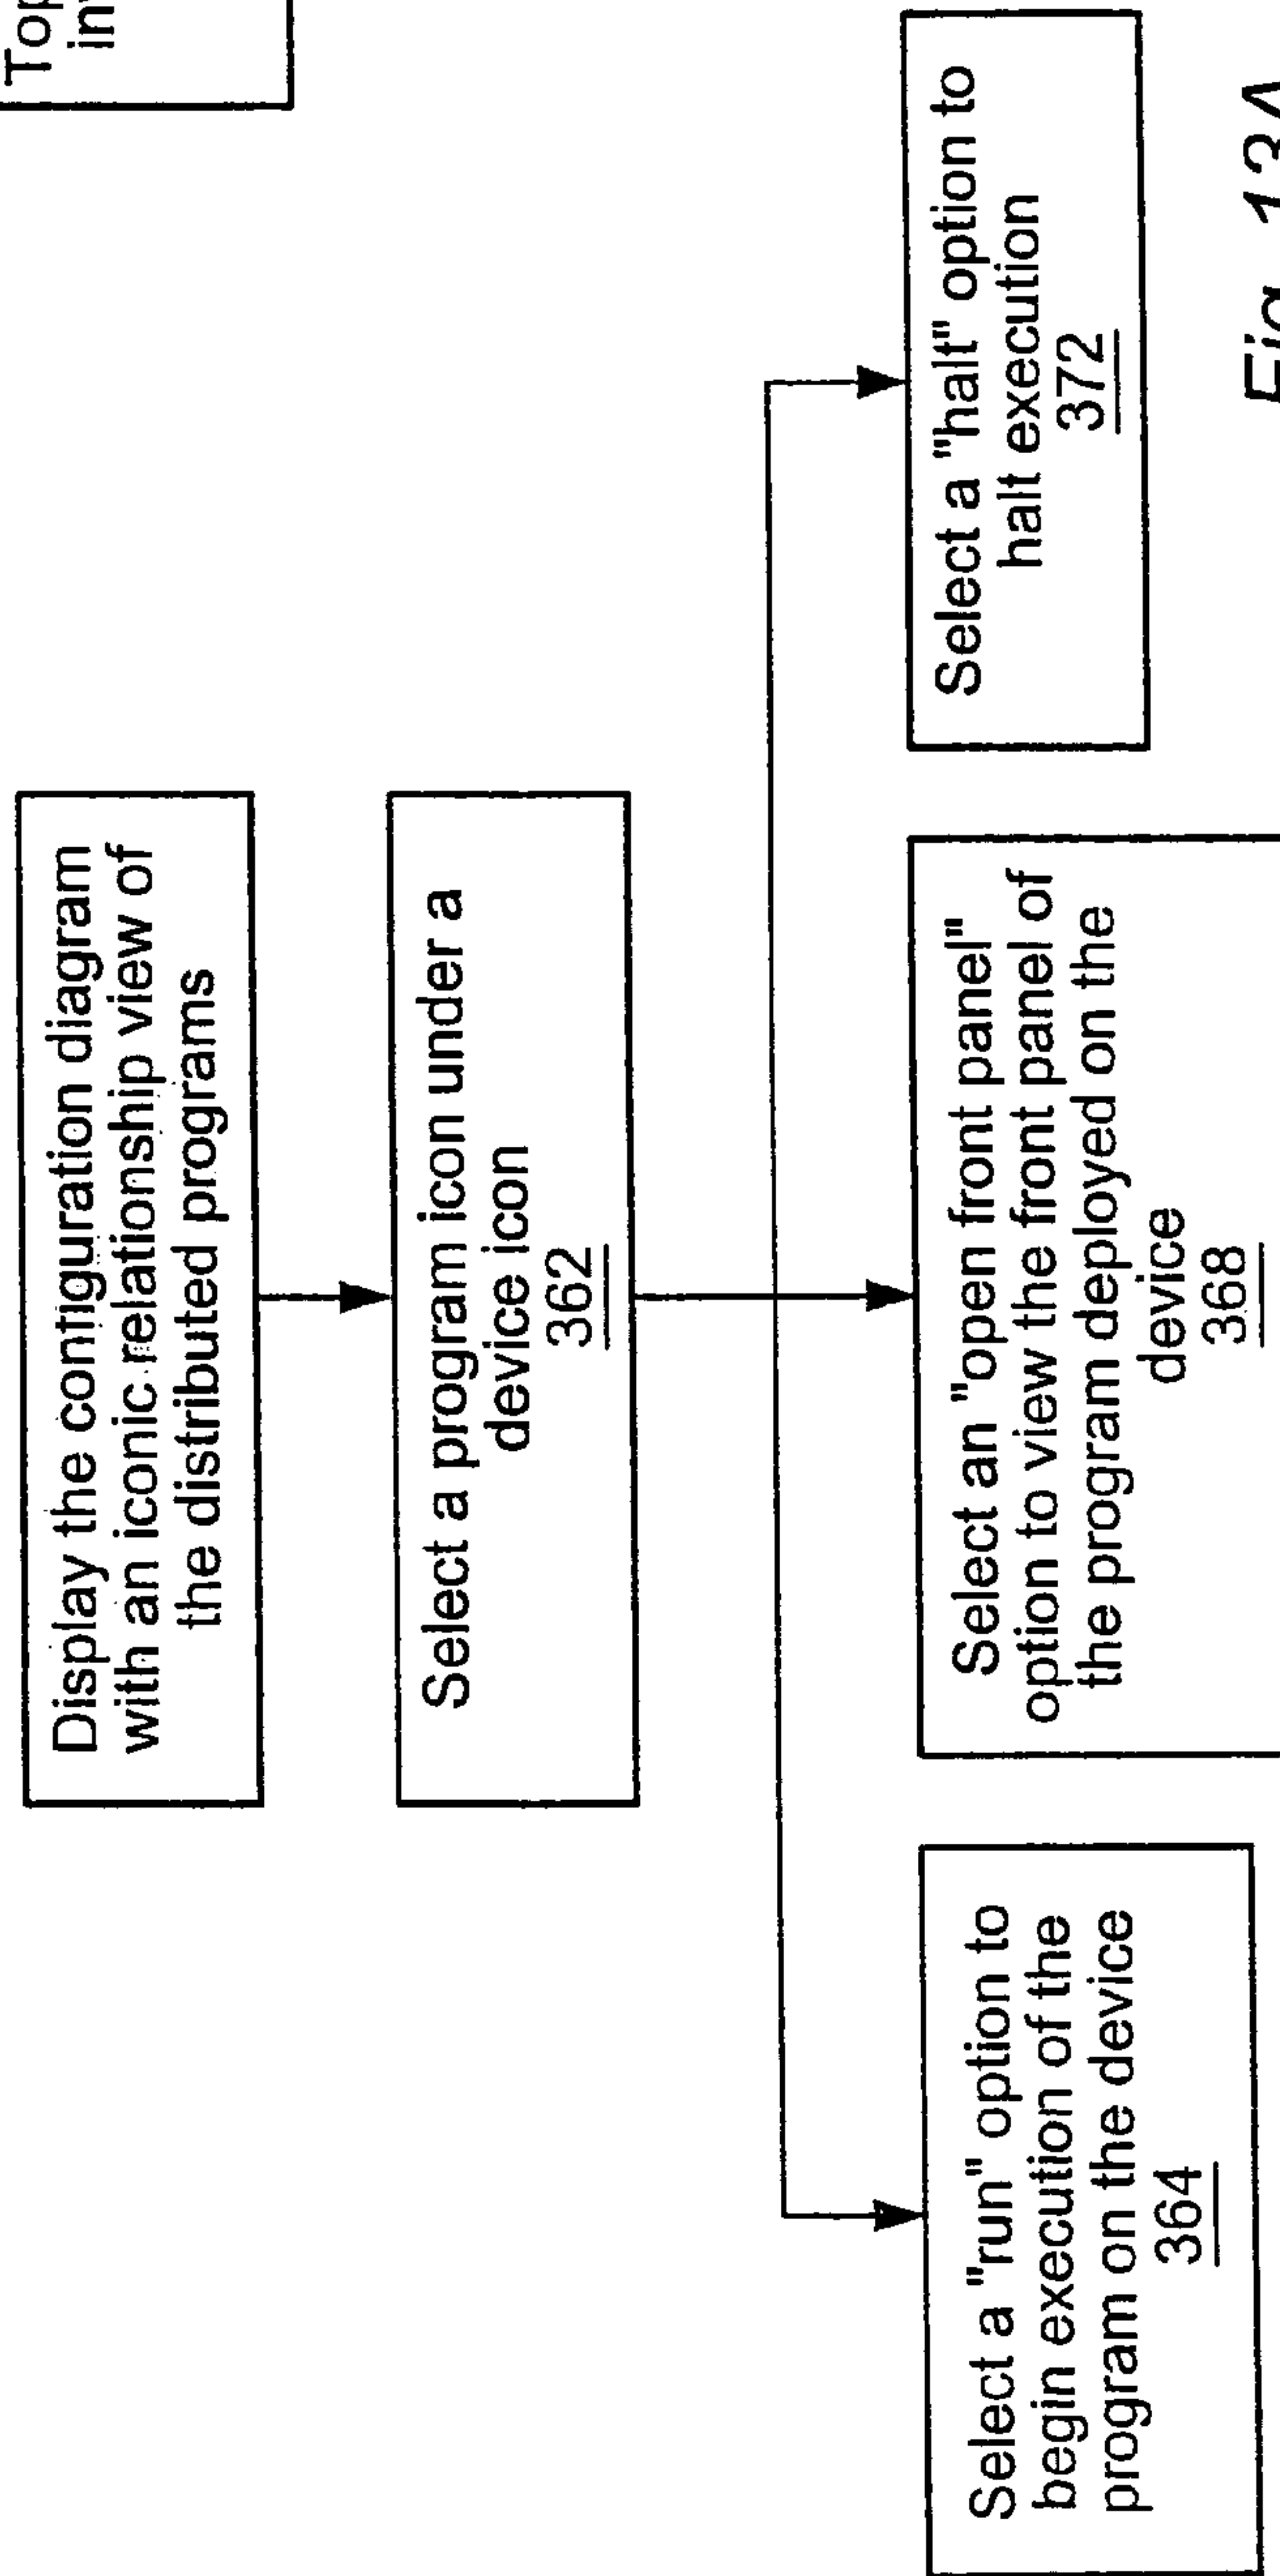 Display the configuration diagram
with an iconic relationship view of
the distributed programs
Select a program icon under a
device icon
362
Select a "run" option to
begin execution of the
program on the device
364
Select an "open front panel"
option to view the front panel of
the program deployed on the
device
368
Select a "halt" option to
halt execution
372
Fig. 13A